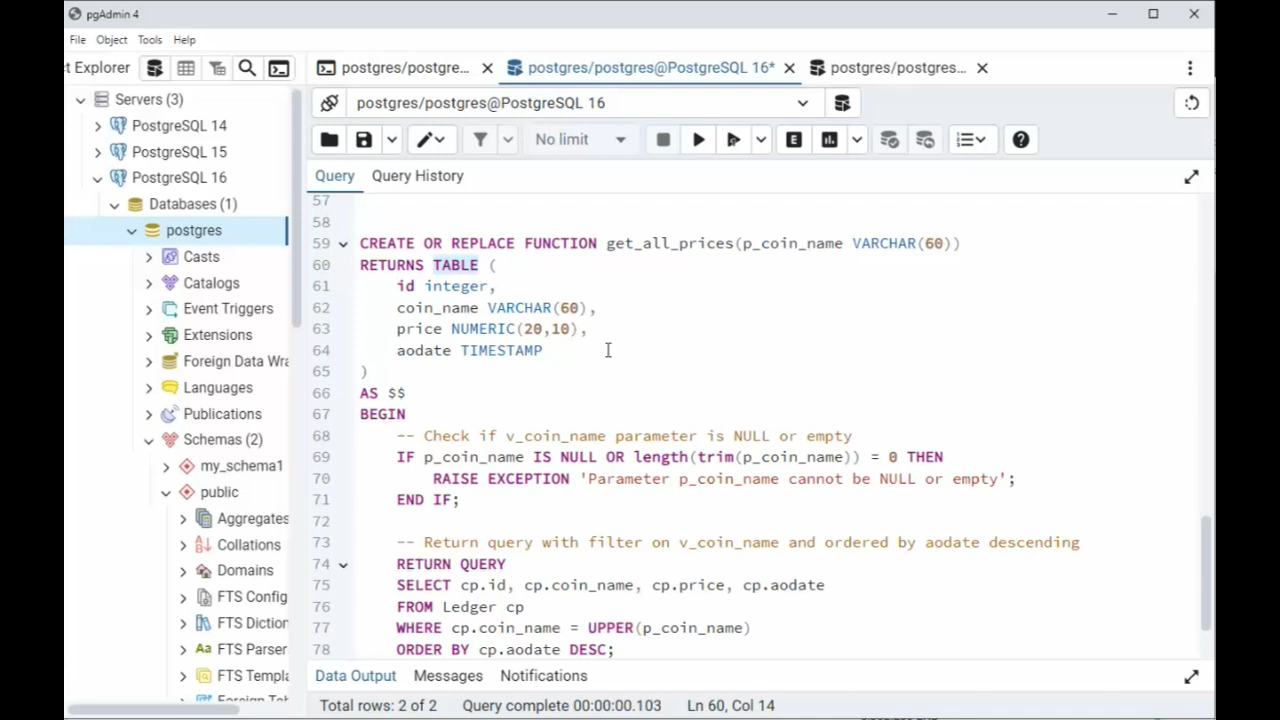 pgAdmin 4
File Object Tools Help
t Explorer
postgres/postgre...
postgres/postgres@PostgreSQL 16*
postgres/postgres...
Servers (3)
PostgreSQL 14
PostgreSQL 15
PostgreSQL 16
Databases (1)
postgres
Casts
Catalogs
Event Triggers
Extensions
Foreign Data Wra
Languages
Publications
Schemas (2)
my_schema1
public
Aggregates
Collations
Domains
FTS Config
FTS Diction
FTS Parser
FTS Templa
Foreign Tab
postgres/postgres@PostgreSQL 16
No limit
E
Query Query History
57
58
59 CREATE OR REPLACE FUNCTION get_all_prices(p_coin_name VARCHAR(60))
60 RETURNS TABLE (
61 id integer,
62 coin_name VARCHAR(60),
63 price NUMERIC(20,10),
64 aodate TIMESTAMP
65 )
66 AS $$
67 BEGIN
68 -- Check if v_coin_name parameter is NULL or empty
69 IF p_coin_name IS NULL OR length(trim(p_coin_name)) = 0 THEN
70 RAISE EXCEPTION 'Parameter p_coin_name cannot be NULL or empty';
71 END IF;
72
73 -- Return query with filter on v_coin_name and ordered by aodate descending
74 RETURN QUERY
75 SELECT cp.id, cp.coin_name, cp.price, cp.aodate
76 FROM Ledger cp
77 WHERE cp.coin_name = UPPER(p_coin_name)
78 ORDER BY cp.aodate DESC;
Data Output Messages Notifications
Total rows: 2 of 2 Query complete 00:00:00.103 Ln 60, Col 14